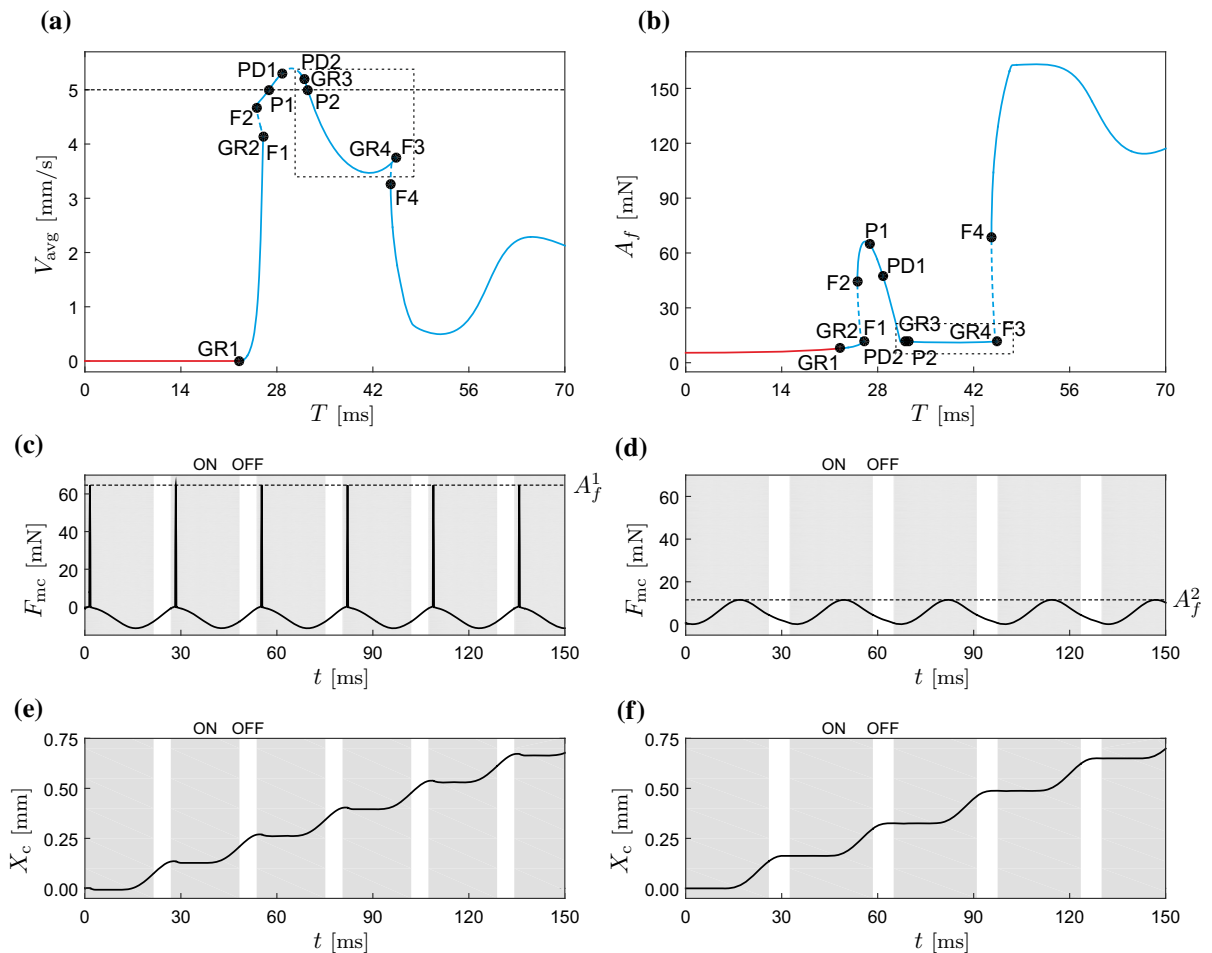 (a)
V_avg [mm/s]
5
4
3
2
1
0
PD1
PD2
GR3
P1
P2
F2
GR2
F1
GR4
F3
F4
GR1
0 14 28 42 56 70
T [ms]
(b)
A_f [mN]
150
120
90
60
30
0
P1
F4
PD1
F2
GR3
F1
GR2
GR4
F3
GR1
PD2
P2
0 14 28 42 56 70
T [ms]
(c)
ON OFF
F_mc [mN]
60
40
20
0
A_f^1
0 30 60 90 120 150
t [ms]
(d)
ON OFF
F_mc [mN]
60
40
20
0
A_f^2
0 30 60 90 120 150
t [ms]
(e)
ON OFF
X_c [mm]
0.75
0.50
0.25
0.00
0 30 60 90 120 150
t [ms]
(f)
ON OFF
X_c [mm]
0.75
0.50
0.25
0.00
0 30 60 90 120 150
t [ms]